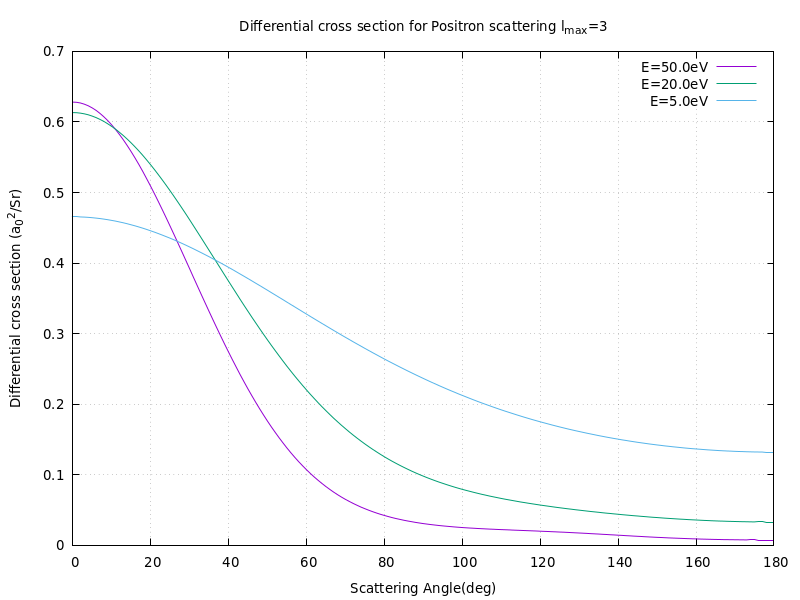 Differential cross section for Positron scattering lmax=3
E=50.0eV
E=20.0eV
E=5.0eV
0.7
0.6
0.5
0.4
0.3
0.2
0.1
0
Differential cross section (a0^2/Sr)
0 20 40 60 80 100 120 140 160 180
Scattering Angle(deg)